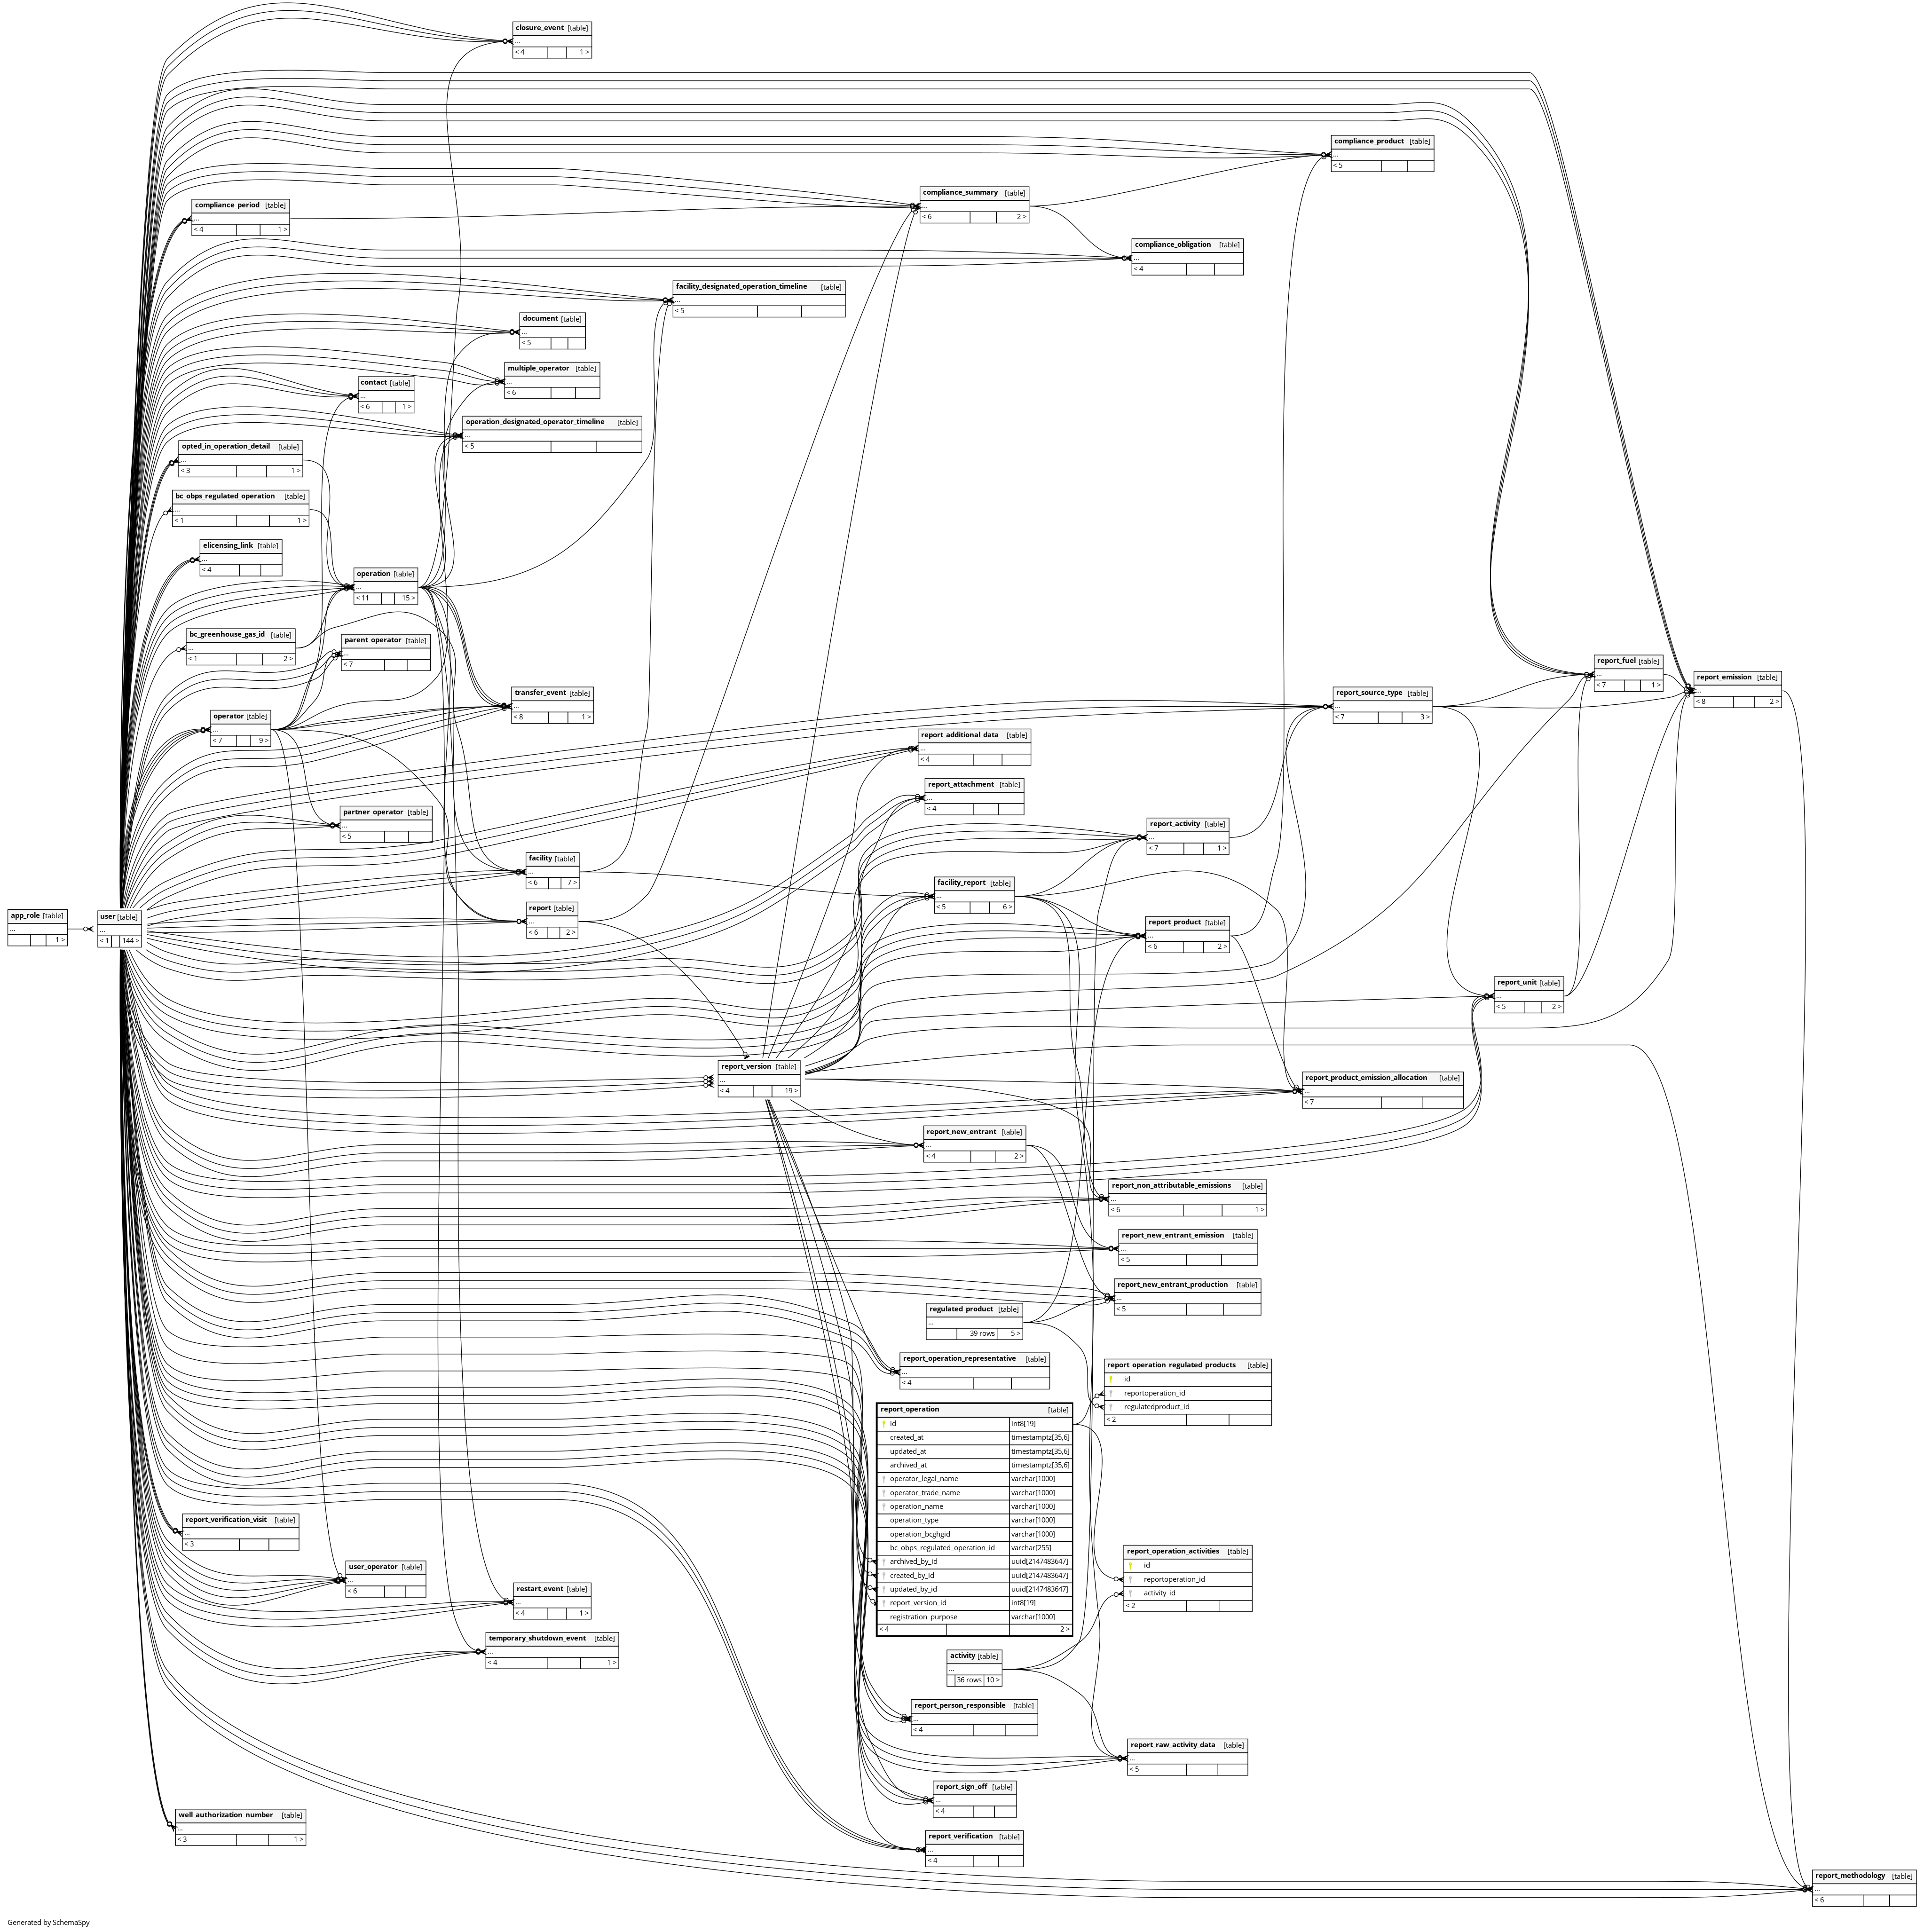 closure_event [table]
...
< 4 1 >
compliance_product [table]
...
< 5
compliance_summary [table]
...
< 6 2 >
compliance_period [table]
...
< 4 1 >
compliance_obligation [table]
...
< 4
facility_designated_operation_timeline [table]
...
< 5
document [table]
...
< 5
multiple_operator [table]
...
< 6
contact [table]
...
< 6 1 >
operation_designated_operator_timeline [table]
...
< 5
opted_in_operation_detail [table]
...
< 3 1 >
bc_obps_regulated_operation [table]
...
< 1 1 >
elicensing_link [table]
...
< 4
operation [table]
...
< 11 15 >
bc_greenhouse_gas_id [table]
...
< 1 2 >
parent_operator [table]
...
< 7
report_fuel [table]
...
< 7 1 >
report_emission [table]
...
< 8 2 >
transfer_event [table]
...
< 8 1 >
report_source_type [table]
...
< 7 3 >
operator [table]
...
< 7 9 >
report_additional_data [table]
...
< 4
report_attachment [table]
...
< 4
partner_operator [table]
...
< 5
report_activity [table]
...
< 7 1 >
facility [table]
...
< 6 7 >
facility_report [table]
...
< 5 6 >
report [table]
...
< 6 2 >
app_role [table]
...
1 >
user [table]
...
< 1 144 >
report_product [table]
...
< 6 2 >
report_unit [table]
...
< 5 2 >
report_version [table]
...
< 4 19 >
report_product_emission_allocation [table]
...
< 7
report_new_entrant [table]
...
< 4 2 >
report_non_attributable_emissions [table]
...
< 6 1 >
report_new_entrant_emission [table]
...
< 5
report_new_entrant_production [table]
...
< 5
regulated_product [table]
...
39 rows 5 >
report_operation_representative [table]
...
< 4
report_operation_regulated_products [table]
id
reportoperation_id
regulatedproduct_id
< 2
report_operation [table]
id int8[19]
created_at timestamptz[35,6]
updated_at timestamptz[35,6]
archived_at timestamptz[35,6]
operator_legal_name varchar[1000]
operator_trade_name varchar[1000]
operation_name varchar[1000]
operation_type varchar[1000]
operation_bcghgid varchar[1000]
bc_obps_regulated_operation_id varchar[255]
archived_by_id uuid[2147483647]
created_by_id uuid[2147483647]
updated_by_id uuid[2147483647]
report_version_id int8[19]
registration_purpose varchar[1000]
< 4 2 >
report_verification_visit [table]
...
< 3
report_operation_activities [table]
id
reportoperation_id
activity_id
< 2
user_operator [table]
...
< 6
restart_event [table]
...
< 4 1 >
temporary_shutdown_event [table]
...
< 4 1 >
activity [table]
...
36 rows 10 >
report_person_responsible [table]
...
< 4
report_raw_activity_data [table]
...
< 5
report_sign_off [table]
...
< 4
well_authorization_number [table]
...
< 3 1 >
report_verification [table]
...
< 4
report_methodology [table]
...
< 6
Generated by SchemaSpy